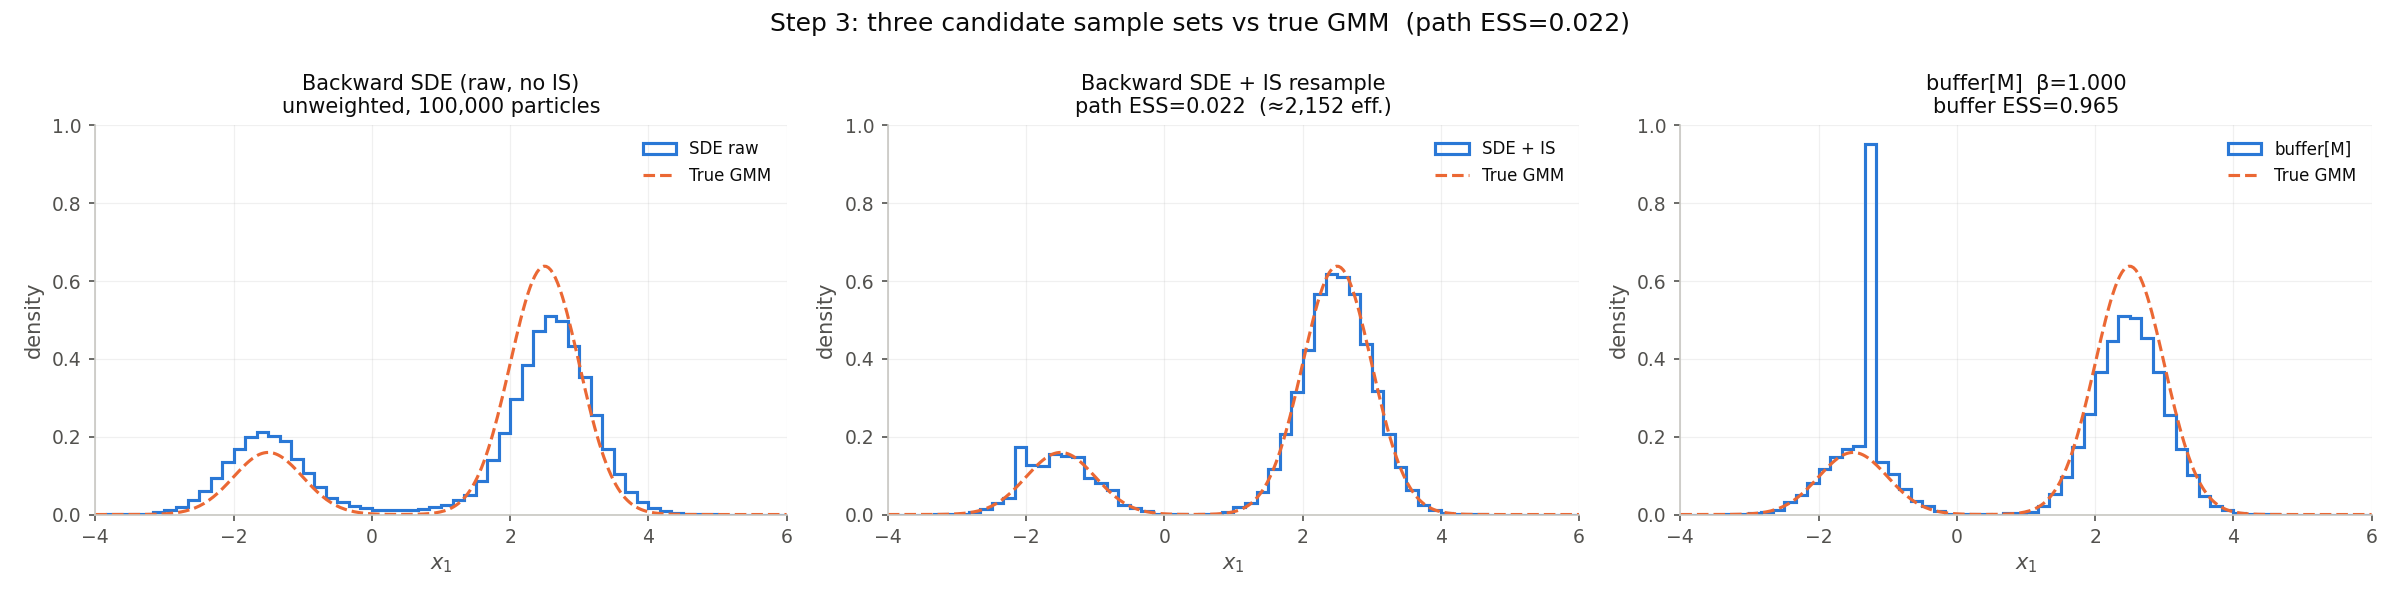 Step 3: three candidate sample sets vs true GMM  (path ESS=0.022)
Backward SDE (raw, no IS)
unweighted, 100,000 particles
1.0
0.8
0.6
0.4
0.2
0.0
density
SDE raw
True GMM
−4
−2
0
2
4
6
x₁
Backward SDE + IS resample
path ESS=0.022  (≈2,152 eff.)
1.0
0.8
0.6
0.4
0.2
0.0
density
SDE + IS
True GMM
−4
−2
0
2
4
6
x₁
buffer[M]  β=1.000
buffer ESS=0.965
1.0
0.8
0.6
0.4
0.2
0.0
density
buffer[M]
True GMM
−4
−2
0
2
4
6
x₁